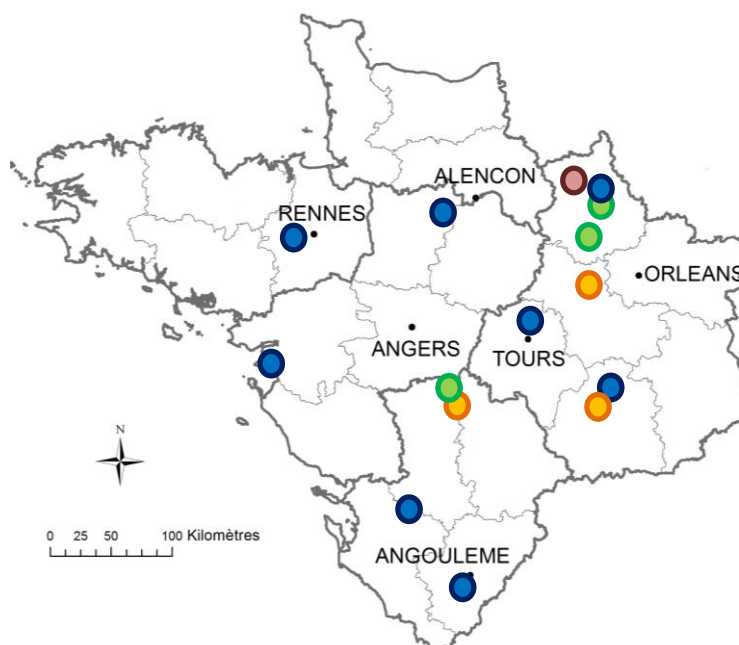 ALENCON
RENNES
ORLEANS
ANGERS
TOURS
N
0 25 50 100 Kilomètres
ANGOULEME